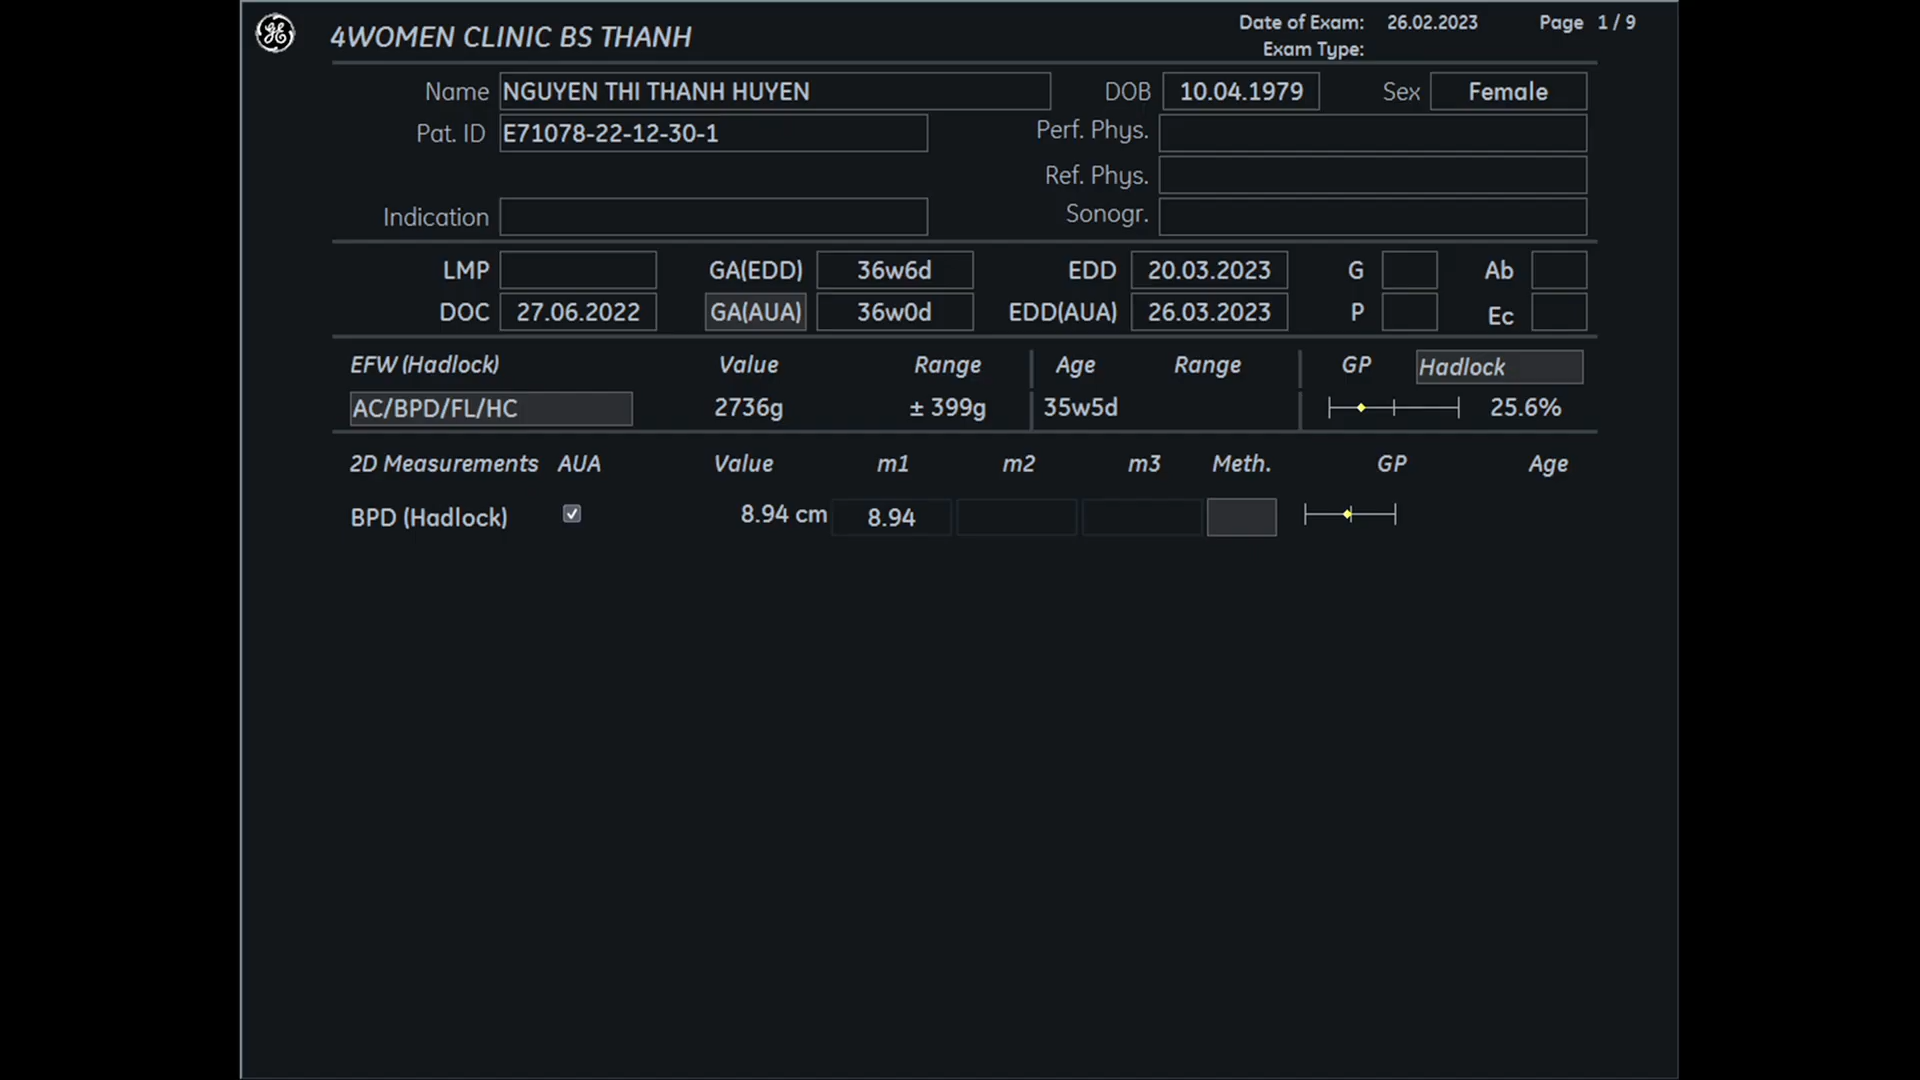 4WOMEN CLINIC BS THANH
Date of Exam: 26.02.2023 Page 1 / 9
Exam Type:
Name NGUYEN THI THANH HUYEN DOB 10.04.1979 Sex Female
Pat. ID E71078-22-12-30-1 Perf. Phys.
Ref. Phys.
Indication Sonogr.
LMP GA(EDD) 36w6d EDD 20.03.2023 G Ab
DOC 27.06.2022 GA(AUA) 36w0d EDD(AUA) 26.03.2023 P Ec
EFW (Hadlock) Value Range Age Range GP Hadlock
AC/BPD/FL/HC 2736g ± 399g 35w5d 25.6%
2D Measurements AUA Value m1 m2 m3 Meth. GP Age
BPD (Hadlock) 8.94 cm 8.94